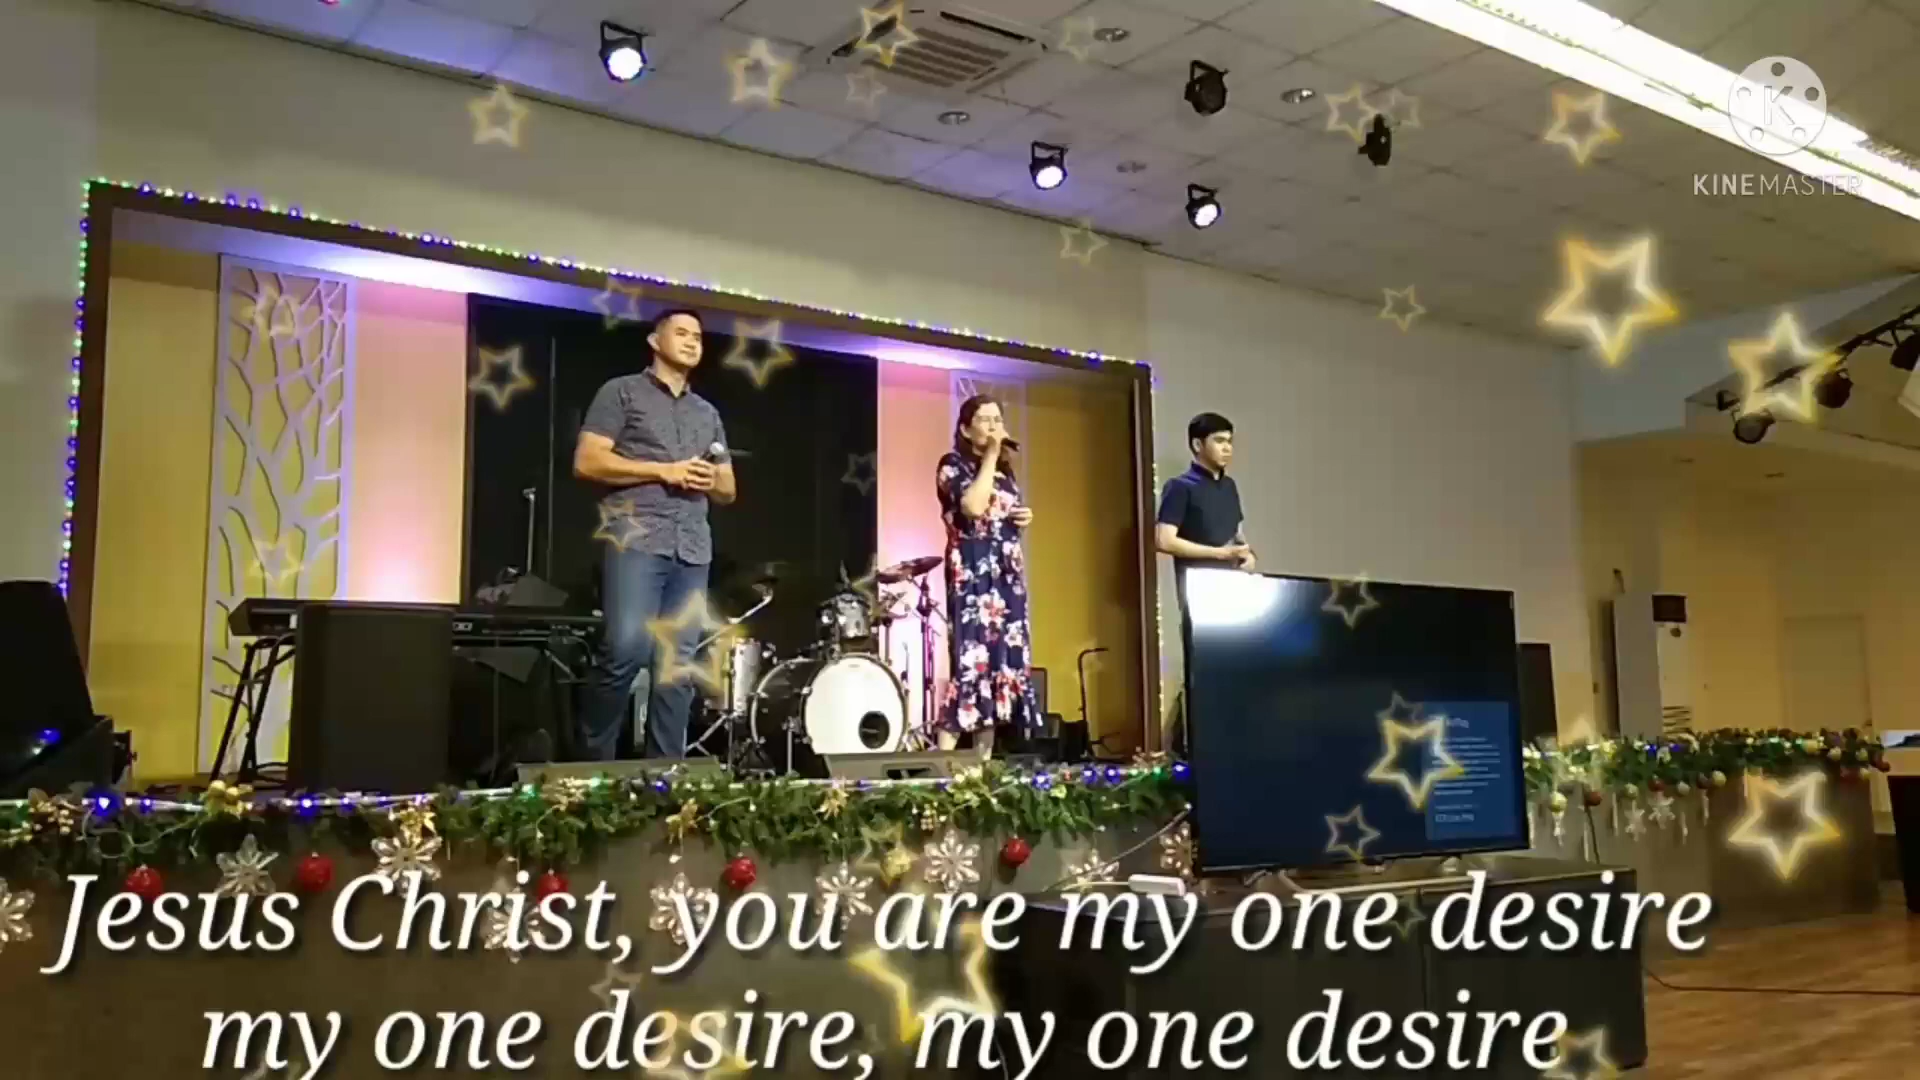 KINEMASTER
Jesus Christ, you are my one desire
my one desire, my one desire